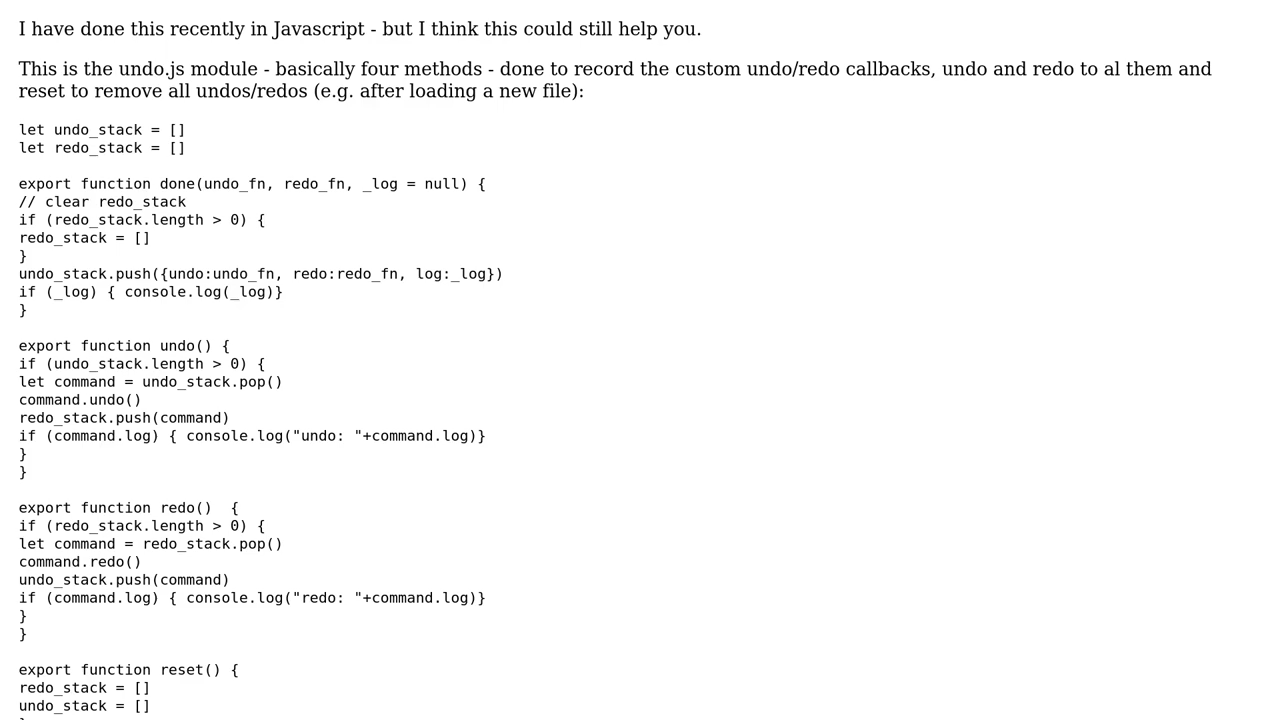 I have done this recently in Javascript - but I think this could still help you.
This is the undo.js module - basically four methods - done to record the custom undo/redo callbacks, undo and redo to al them and
reset to remove all undos/redos (e.g. after loading a new file):
let undo_stack = []
let redo_stack = []
export function done(undo_fn, redo_fn, _log = null) {
// clear redo_stack
if (redo_stack.length > 0) {
redo_stack = []
}
undo_stack.push({undo:undo_fn, redo:redo_fn, log:_log})
if (_log) { console.log(_log)}
}
export function undo() {
if (undo_stack.length > 0) {
let command = undo_stack.pop()
command.undo()
redo_stack.push(command)
if (command.log) { console.log("undo: "+command.log)}
}
}
export function redo()  {
if (redo_stack.length > 0) {
let command = redo_stack.pop()
command.redo()
undo_stack.push(command)
if (command.log) { console.log("redo: "+command.log)}
}
}
export function reset() {
redo_stack = []
undo_stack = []
}